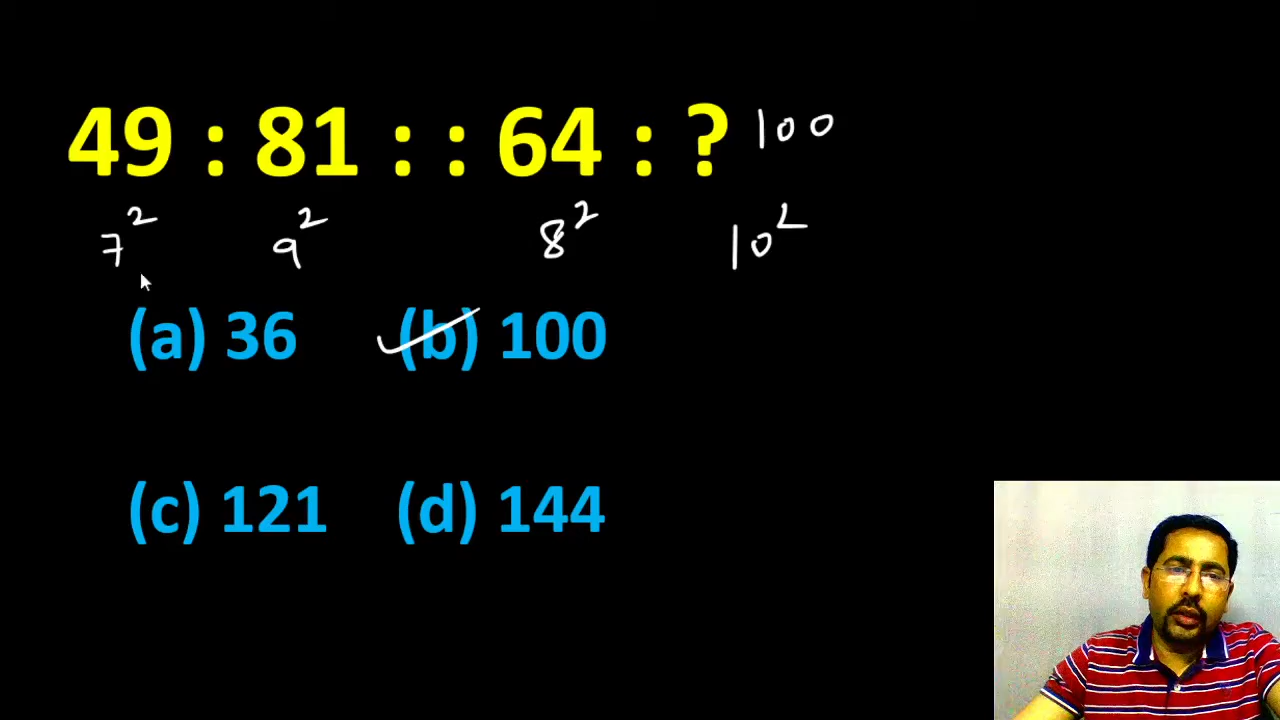 49 : 81 : : 64 : ? 100
7² 9² 8² 10²
(a) 36 (b) 100
(c) 121 (d) 144